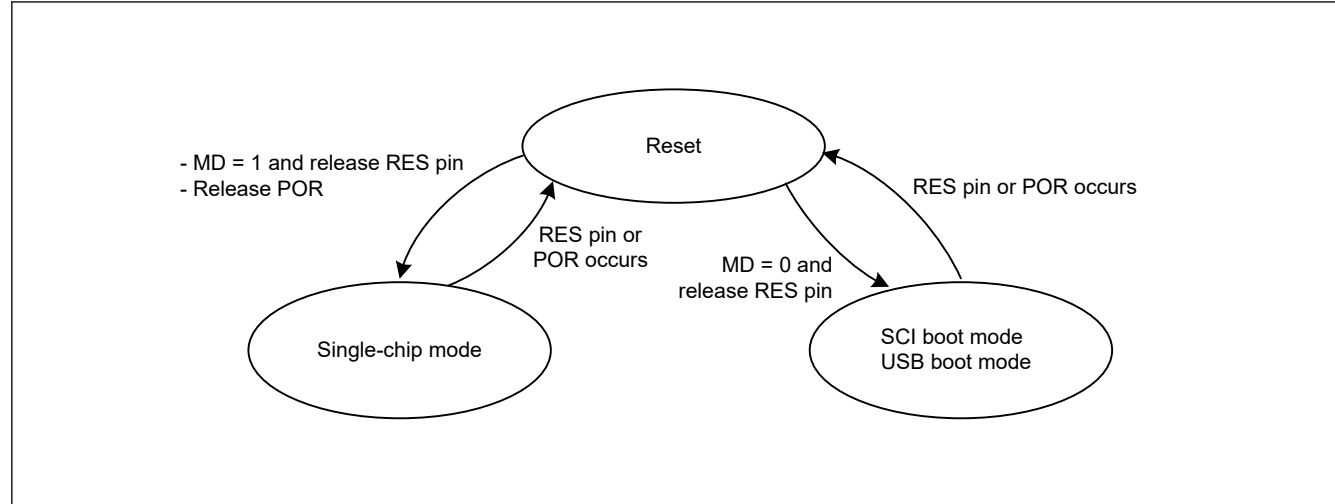 Reset
- MD = 1 and release RES pin
- Release POR
RES pin or POR occurs
RES pin or
POR occurs
MD = 0 and
release RES pin
Single-chip mode
SCI boot mode
USB boot mode